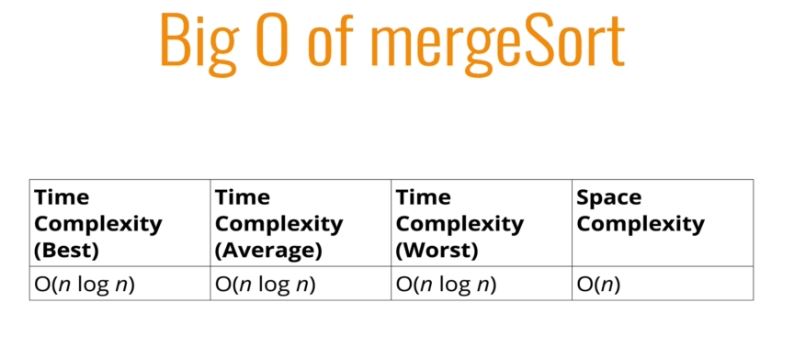 Big O of mergeSort
Time Complexity (Best)
Time Complexity (Average)
Time Complexity (Worst)
Space Complexity
O(n log n)
O(n log n)
O(n log n)
O(n)